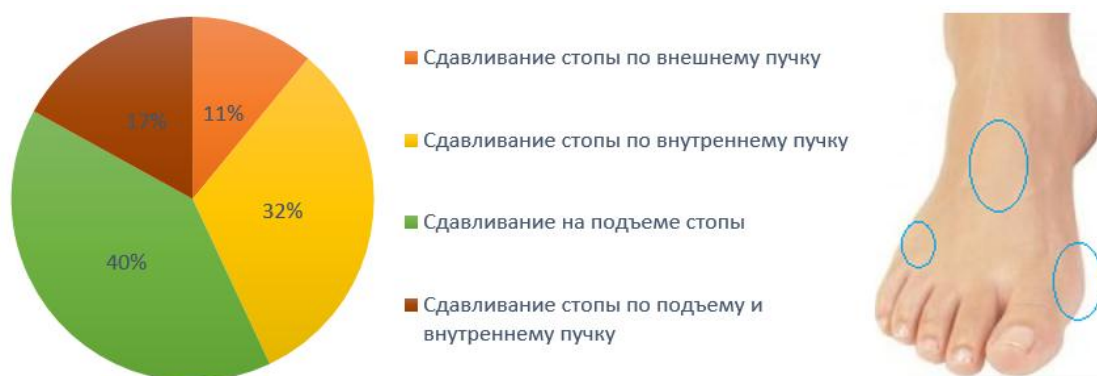 11%
32%
40%
17%
Сдавливание стопы по внешнему пучку
Сдавливание стопы по внутреннему пучку
Сдавливание на подъеме стопы
Сдавливание стопы по подъему и
внутреннему пучку